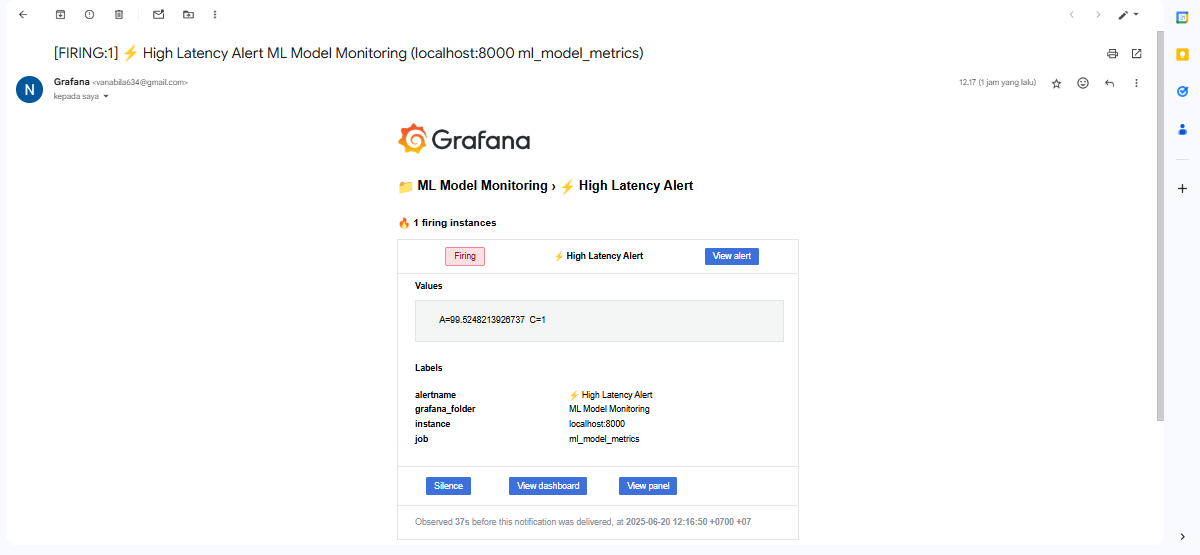 [FIRING:1] ⚡ High Latency Alert ML Model Monitoring (localhost:8000 ml_model_metrics)
N
Grafana <vanabila634@gmail.com>
12.17 (1 jam yang lalu)
kepada saya
Grafana
📁 ML Model Monitoring › ⚡ High Latency Alert
🔥 1 firing instances
Firing ⚡ High Latency Alert View alert
Values
A=99.5248213926737 C=1
Labels
alertname ⚡ High Latency Alert
grafana_folder ML Model Monitoring
instance localhost:8000
job ml_model_metrics
Silence View dashboard View panel
Observed 37s before this notification was delivered, at 2025-06-20 12:16:50 +0700 +07